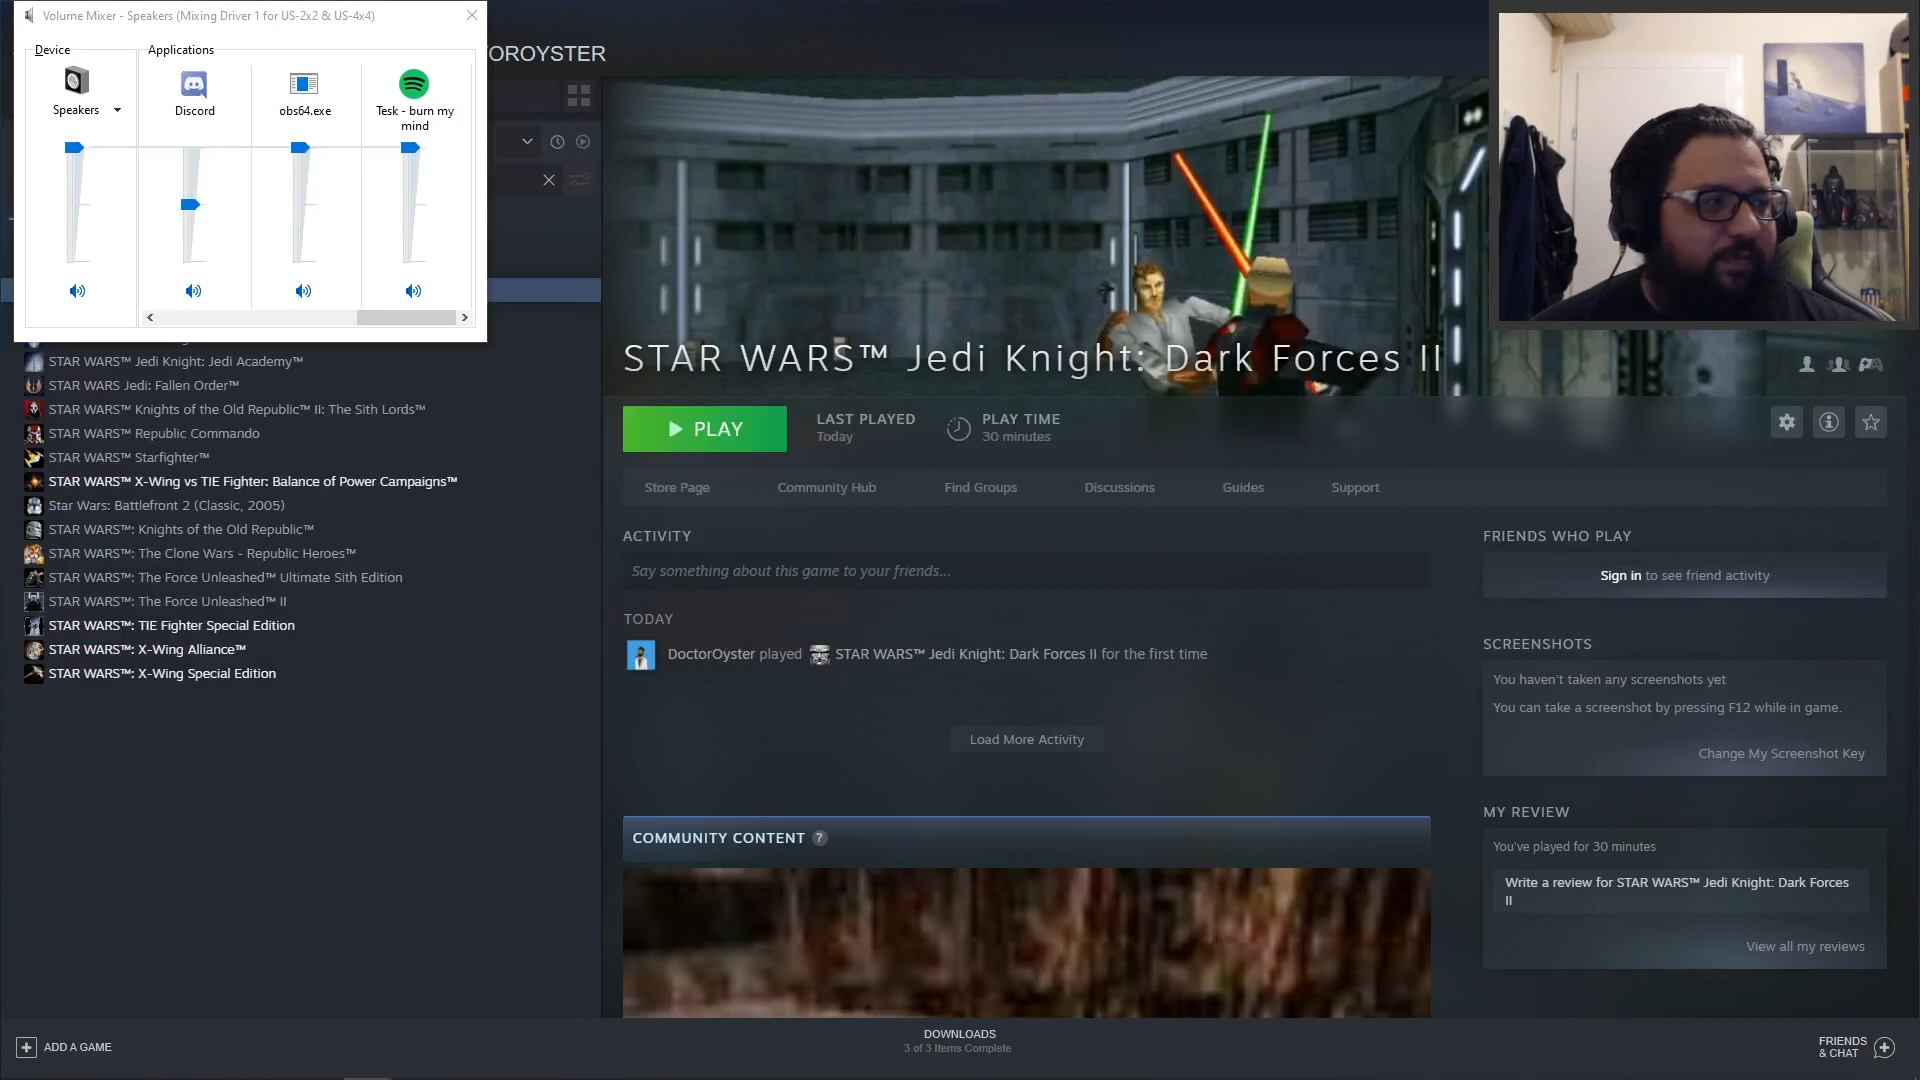 Volume Mixer - Speakers (Mixing Driver 1 for US-2x2 & US-4x4)
Device
Applications
Speakers
Discord
obs64.exe
Tesk - burn my
mind
OROYSTER
STAR WARS™ Jedi Knight: Jedi Academy™
STAR WARS Jedi: Fallen Order™
STAR WARS™ Knights of the Old Republic™ II: The Sith Lords™
STAR WARS™ Republic Commando
STAR WARS™ Starfighter™
STAR WARS™ X-Wing vs TIE Fighter: Balance of Power Campaigns™
Star Wars: Battlefront 2 (Classic, 2005)
STAR WARS™: Knights of the Old Republic™
STAR WARS™: The Clone Wars - Republic Heroes™
STAR WARS™: The Force Unleashed™ Ultimate Sith Edition
STAR WARS™: The Force Unleashed™ II
STAR WARS™: TIE Fighter Special Edition
STAR WARS™: X-Wing Alliance™
STAR WARS™: X-Wing Special Edition
STAR WARS™ Jedi Knight: Dark Forces II
PLAY
LAST PLAYED
Today
PLAY TIME
30 minutes
Store Page
Community Hub
Find Groups
Discussions
Guides
Support
ACTIVITY
Say something about this game to your friends...
TODAY
DoctorOyster played STAR WARS™ Jedi Knight: Dark Forces II for the first time
Load More Activity
COMMUNITY CONTENT ?
FRIENDS WHO PLAY
Sign in to see friend activity
SCREENSHOTS
You haven't taken any screenshots yet
You can take a screenshot by pressing F12 while in game.
Change My Screenshot Key
MY REVIEW
You've played for 30 minutes
Write a review for STAR WARS™ Jedi Knight: Dark Forces
II
View all my reviews
ADD A GAME
DOWNLOADS
3 of 3 Items Complete
FRIENDS
& CHAT